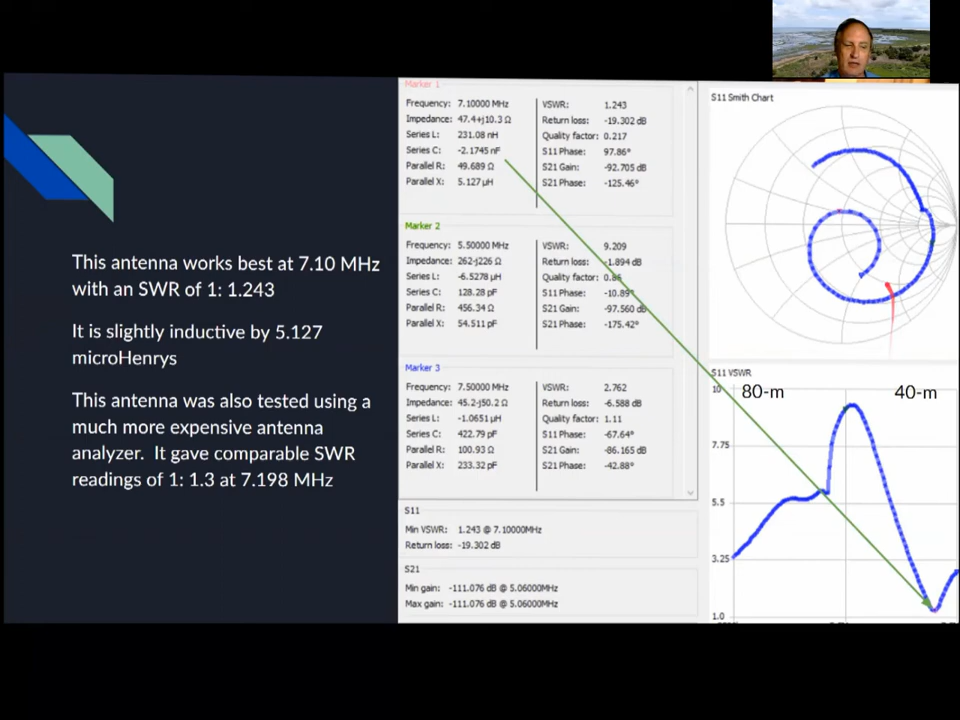 This antenna works best at 7.10 MHz
with an SWR of 1: 1.243
It is slightly inductive by 5.127
microHenrys
This antenna was also tested using a
much more expensive antenna
analyzer. It gave comparable SWR
readings of 1: 1.3 at 7.198 MHz
Marker 1
Frequency: 7.10000 MHz VSWR: 1.243
Impedance: 47.4+j10.3 Ω Return loss: -19.302 dB
Series L: 231.08 nH Quality factor: 0.217
Series C: -2.1745 nF S11 Phase: 97.86°
Parallel R: 49.689 Ω S21 Gain: -92.705 dB
Parallel X: 5.127 μH S21 Phase: -125.46°
Marker 2
Frequency: 5.50000 MHz VSWR: 9.209
Impedance: 262-j226 Ω Return loss: -1.894 dB
Series L: -6.5278 μH Quality factor: 0.86
Series C: 128.28 pF S11 Phase: -10.89°
Parallel R: 456.34 Ω S21 Gain: -97.560 dB
Parallel X: 54.511 pF S21 Phase: -175.42°
Marker 3
Frequency: 7.50000 MHz VSWR: 2.762
Impedance: 45.2-j50.2 Ω Return loss: -6.588 dB
Series L: -1.0651 μH Quality factor: 1.11
Series C: 422.79 pF S11 Phase: -67.64°
Parallel R: 100.93 Ω S21 Gain: -86.165 dB
Parallel X: 233.32 pF S21 Phase: -42.88°
S11
Min VSWR: 1.243 @ 7.10000MHz
Return loss: -19.302 dB
S21
Min gain: -111.076 dB @ 5.06000MHz
Max gain: -111.076 dB @ 5.06000MHz
S11 Smith Chart
S11 VSWR
10
80-m 40-m
7.75
5.5
3.25
1.0